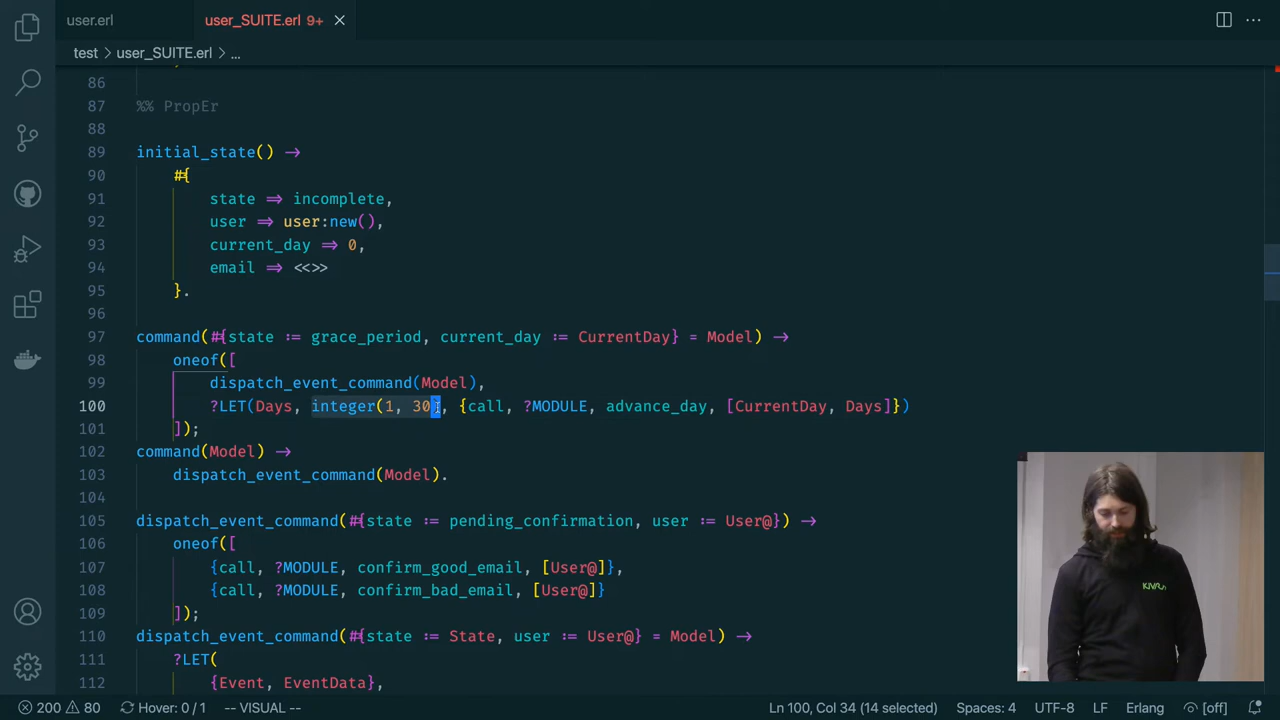 user.erl
user_SUITE.erl 9+
test > user_SUITE.erl > ...
86
87 %% PropEr
88
89 initial_state() ->
90 #{
91 state => incomplete,
92 user => user:new(),
93 current_day => 0,
94 email => <<>>
95 }.
96
97 command(#{state := grace_period, current_day := CurrentDay} = Model) ->
98 oneof([
99 dispatch_event_command(Model),
100 ?LET(Days, integer(1, 30), {call, ?MODULE, advance_day, [CurrentDay, Days]})
101 ]);
102 command(Model) ->
103 dispatch_event_command(Model).
104
105 dispatch_event_command(#{state := pending_confirmation, user := User@}) ->
106 oneof([
107 {call, ?MODULE, confirm_good_email, [User@]},
108 {call, ?MODULE, confirm_bad_email, [User@]}
109 ]);
110 dispatch_event_command(#{state := State, user := User@} = Model) ->
111 ?LET(
112 {Event, EventData},
KIVRA
200 80 Hover: 0/1 -- VISUAL -- Ln 100, Col 34 (14 selected) Spaces: 4 UTF-8 LF Erlang [off]